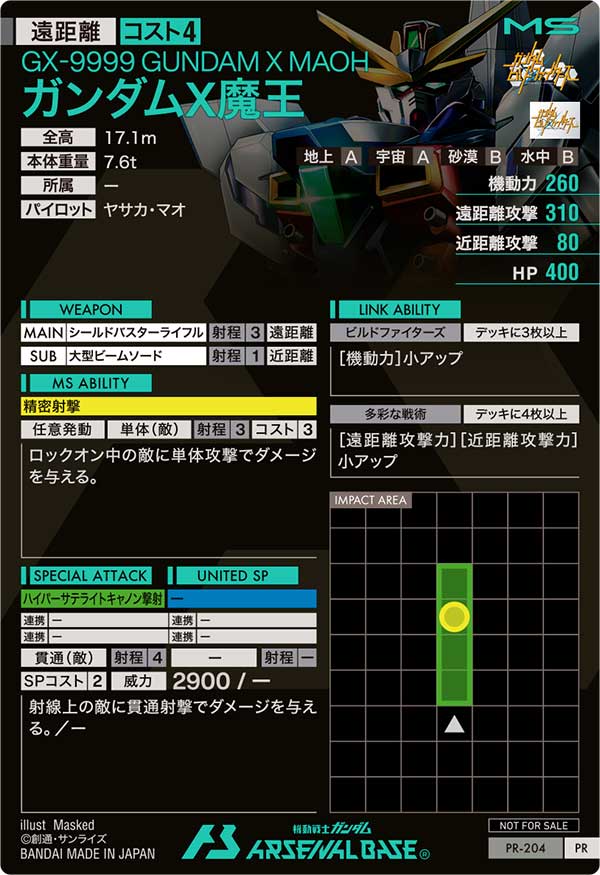 遠距離 コスト4 MS
GX-9999 GUNDAM X MAOH
ガンダムX魔王
全高 17.1m
本体重量 7.6t
所属 ー
パイロット ヤサカ・マオ
地上 A 宇宙 A 砂漠 B 水中 B
機動力 260
遠距離攻撃 310
近距離攻撃 80
HP 400
WEAPON
MAIN シールドバスターライフル 射程 3 遠距離
SUB 大型ビームソード 射程 1 近距離
MS ABILITY
精密射撃
任意発動 単体（敵） 射程 3 コスト 3
ロックオン中の敵に単体攻撃でダメージ
を与える。
LINK ABILITY
ビルドファイターズ デッキに3枚以上
［機動力］小アップ
多彩な戦術 デッキに4枚以上
［遠距離攻撃力］［近距離攻撃力］
小アップ
IMPACT AREA
SPECIAL ATTACK UNITED SP
ハイパーサテライトキャノン撃射 ー
連携 ー 連携 ー
連携 ー 連携 ー
貫通（敵） 射程 4 ー 射程 ー
SPコスト 2 威力 2900 / ー
射線上の敵に貫通射撃でダメージを与え
る。／ー
illust Masked
©創通・サンライズ
BANDAI MADE IN JAPAN
機動戦士ガンダム
ARSENAL BASE ®
NOT FOR SALE
PR-204 PR